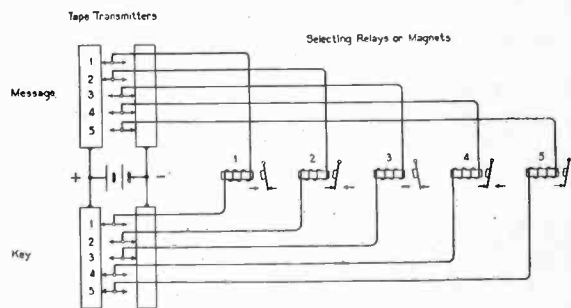 Tape Transmitters
Selecting Relays or Magnets
Message
1
2
3
4
5
1 2 3 4 5
+ −
Key
1
2
3
4
5